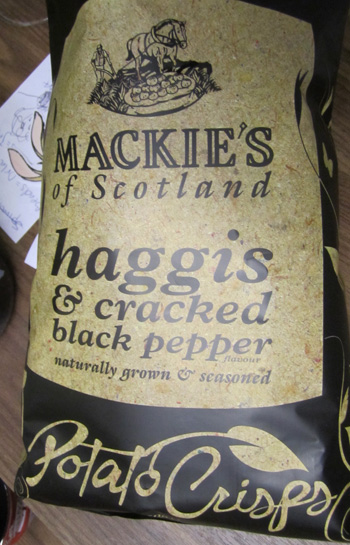 MACKIE'S
of Scotland
haggis
& cracked
black pepper
flavour
naturally grown & seasoned
Potato Crisps